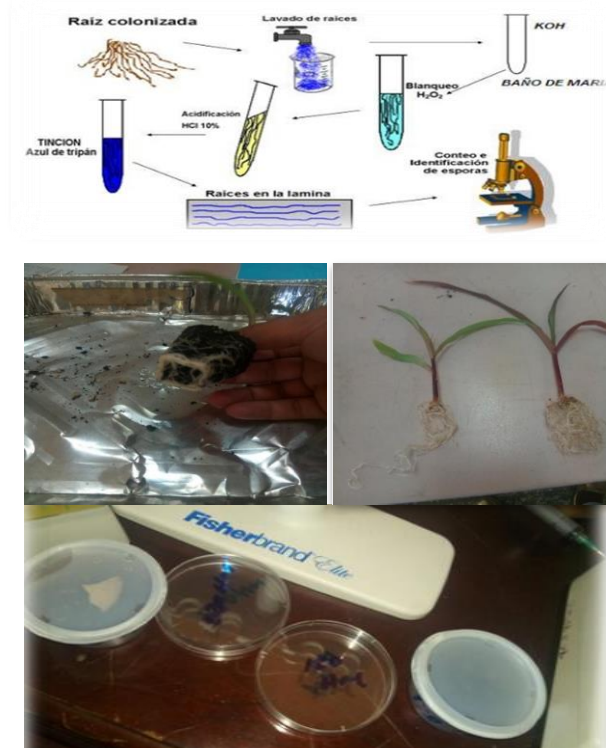 Raiz colonizada
Lavado de raices
KOH
BAÑO DE MARI
Blanqueo
H₂O₂
Acidificación
HCl 10%
TINCION
Azul de tripán
Raices en la lamina
Conteo e
Identificación
de esporas
Fisherbrand Elite